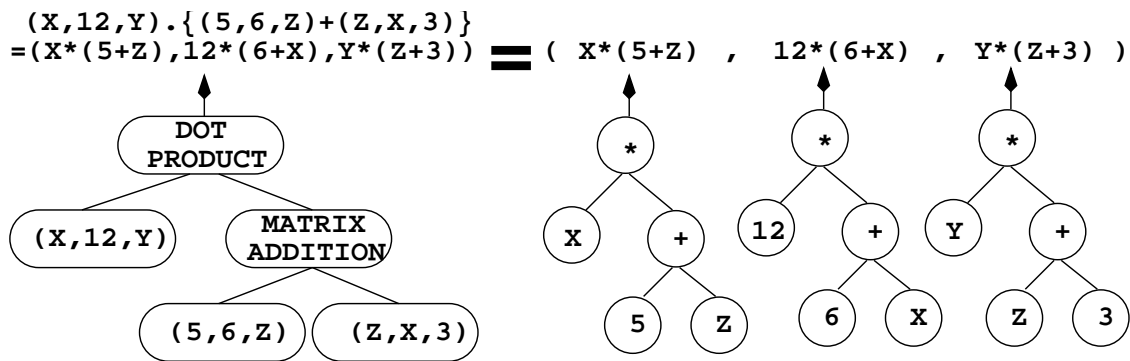 (X,12,Y).{(5,6,Z)+(Z,X,3)}
=(X*(5+Z),12*(6+X),Y*(Z+3)) = ( X*(5+Z) , 12*(6+X) , Y*(Z+3) )
DOT
PRODUCT
(X,12,Y)
MATRIX
ADDITION
(5,6,Z)
(Z,X,3)
*
X
+
5
Z
*
12
+
6
X
*
Y
+
Z
3